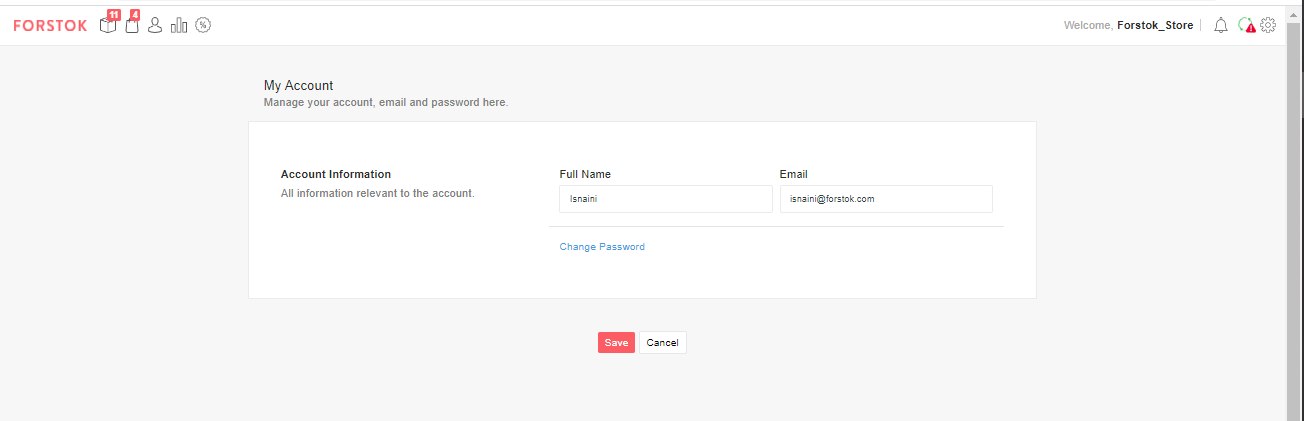 FORSTOK 11 4 % Welcome, Forstok_Store
My Account
Manage your account, email and password here.
Account Information Full Name Email
All information relevant to the account. Isnaini isnaini@forstok.com
Change Password
Save Cancel